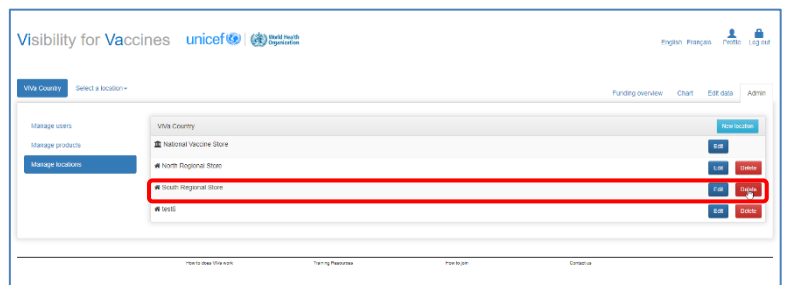 Visibility for Vaccines unicef World Health Organization
English Français Profile Log out
ViVa Country Select a location
Funding overview Chart Edit data Admin
Manage users
Manage products
Manage locations
ViVa Country New location
National Vaccine Store Edit
North Regional Store Edit Delete
South Regional Store Edit Delete
test6 Edit Delete
How to does ViVa work Training Resources How to join Contact us